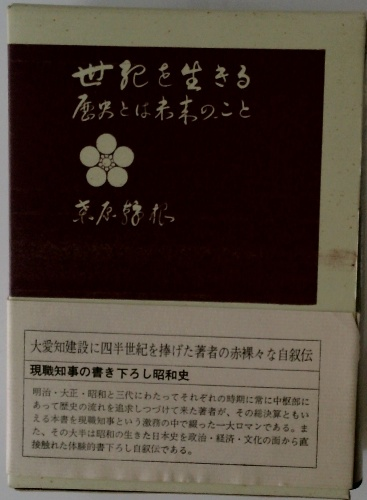 世紀を生きる
歴史とは未来のこと
桑原幹根
大愛知建設に四半世紀を捧げた著者の赤裸々な自叙伝
現職知事の書き下ろし昭和史
明治・大正・昭和と三代にわたってそれぞれの時期に常に中枢部に
あって歴史の流れを追求しつづけて来た著者が、その総決算ともい
える本書を現職知事という激務の中で綴った一大ロマンである。ま
た、その大半は昭和の生きた日本史を政治・経済・文化の面から直
接触れた体験的書下ろし自叙伝である。